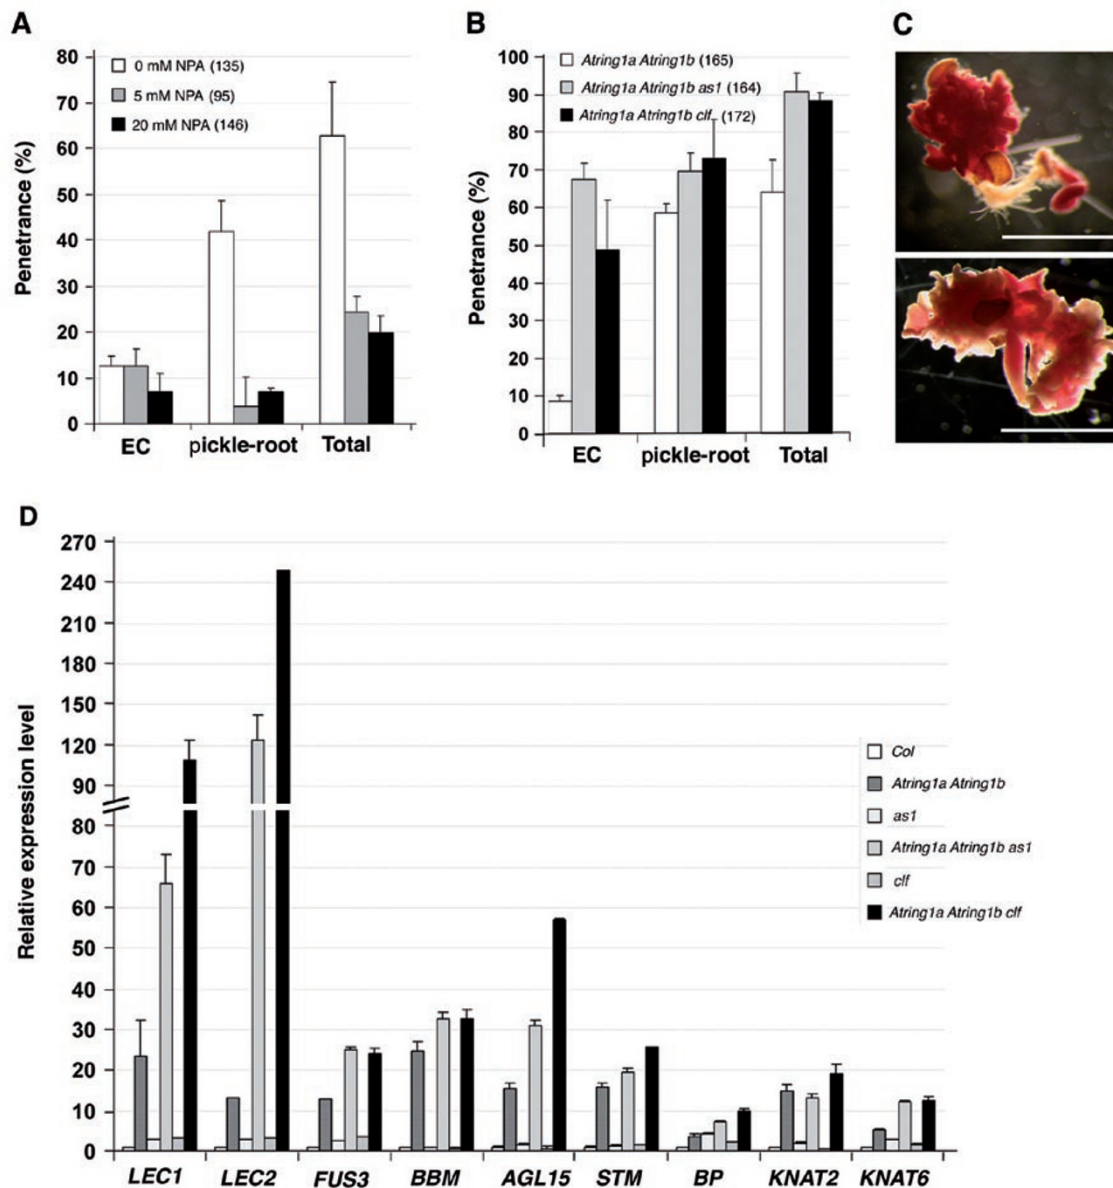 A
Penetrance (%)
80
70
60
50
40
30
20
10
0
0 mM NPA (135)
5 mM NPA (95)
20 mM NPA (146)
EC
pickle-root
Total
B
Penetrance (%)
100
90
80
70
60
50
40
30
20
10
0
Atring1a Atring1b (165)
Atring1a Atring1b as1 (164)
Atring1a Atring1b clf (172)
EC
pickle-root
Total
C
D
Relative expression level
270
240
210
180
150
120
90
80
70
60
50
40
30
20
10
0
Col
Atring1a Atring1b
as1
Atring1a Atring1b as1
clf
Atring1a Atring1b clf
LEC1
LEC2
FUS3
BBM
AGL15
STM
BP
KNAT2
KNAT6